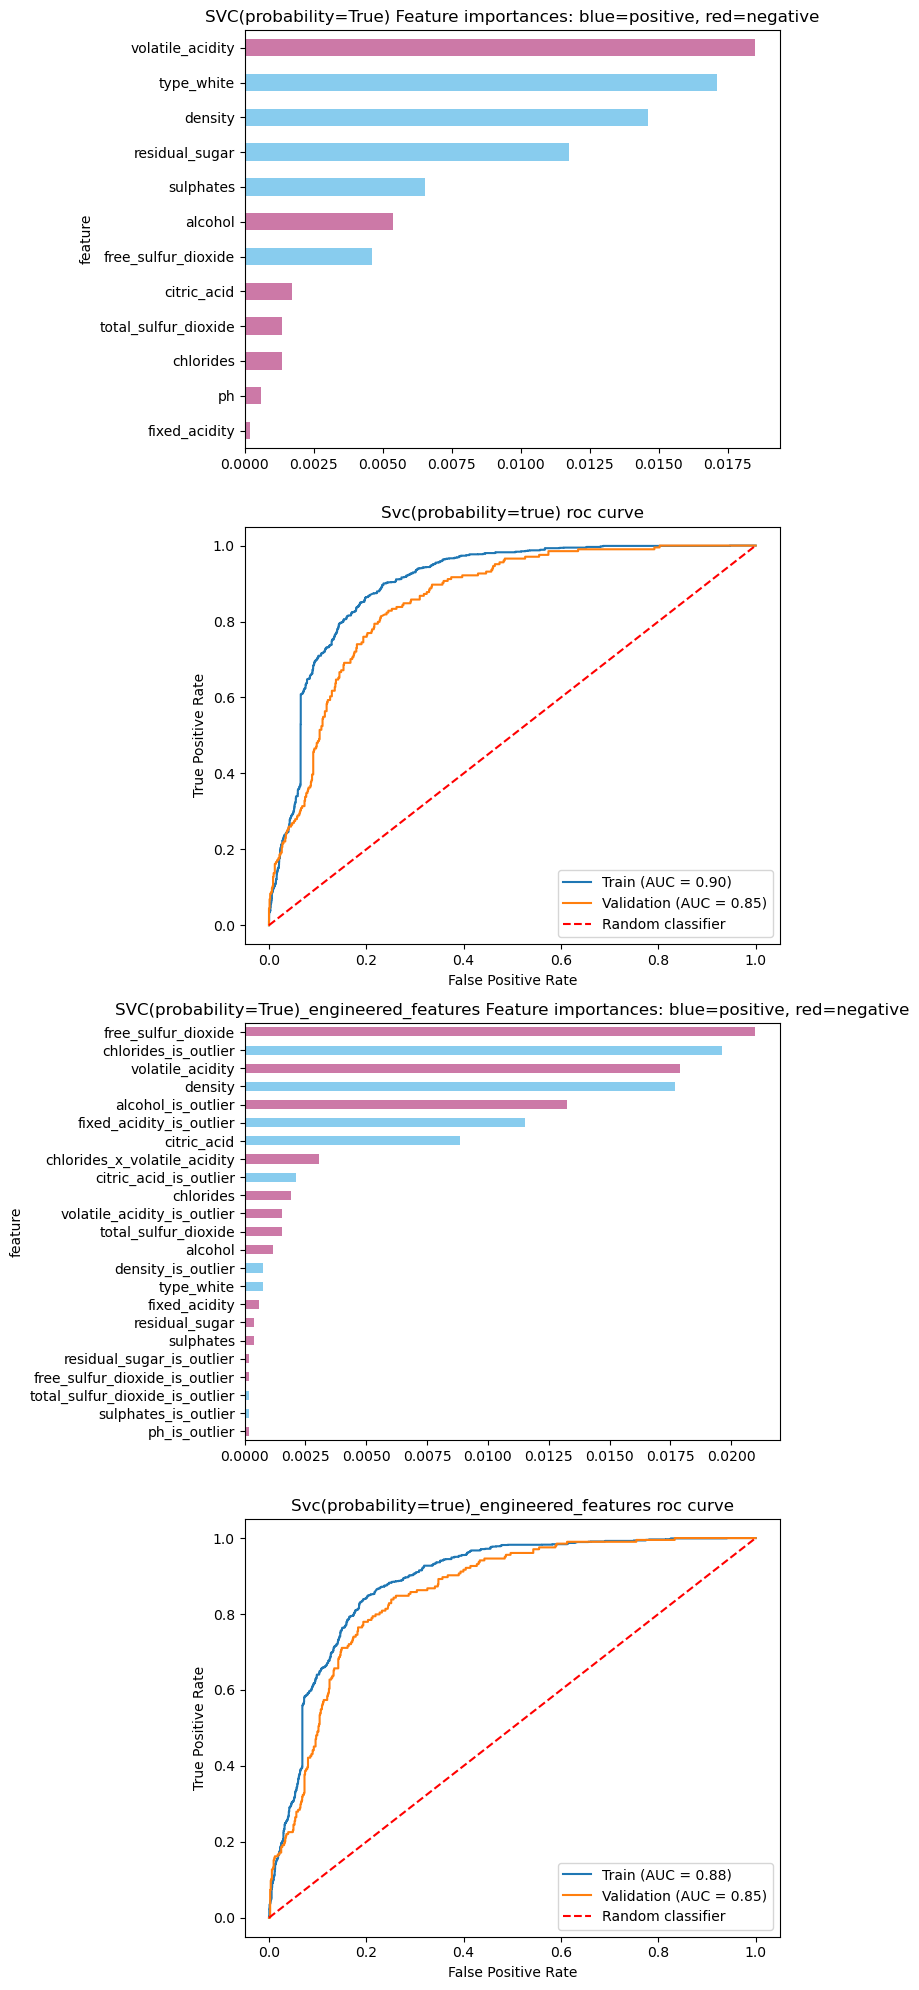 SVC(probability=True) Feature importances: blue=positive, red=negative
volatile_acidity
type_white
density
residual_sugar
sulphates
alcohol
free_sulfur_dioxide
citric_acid
total_sulfur_dioxide
chlorides
ph
fixed_acidity
feature
0.0000 0.0025 0.0050 0.0075 0.0100 0.0125 0.0150 0.0175
Svc(probability=true) roc curve
1.0
0.8
0.6
0.4
0.2
0.0
True Positive Rate
Train (AUC = 0.90)
Validation (AUC = 0.85)
Random classifier
0.0 0.2 0.4 0.6 0.8 1.0
False Positive Rate
SVC(probability=True)_engineered_features Feature importances: blue=positive, red=negative
free_sulfur_dioxide
chlorides_is_outlier
volatile_acidity
density
alcohol_is_outlier
fixed_acidity_is_outlier
citric_acid
chlorides_x_volatile_acidity
citric_acid_is_outlier
chlorides
volatile_acidity_is_outlier
total_sulfur_dioxide
alcohol
density_is_outlier
type_white
fixed_acidity
residual_sugar
sulphates
residual_sugar_is_outlier
free_sulfur_dioxide_is_outlier
total_sulfur_dioxide_is_outlier
sulphates_is_outlier
ph_is_outlier
feature
0.0000 0.0025 0.0050 0.0075 0.0100 0.0125 0.0150 0.0175 0.0200
Svc(probability=true)_engineered_features roc curve
1.0
0.8
0.6
0.4
0.2
0.0
True Positive Rate
Train (AUC = 0.88)
Validation (AUC = 0.85)
Random classifier
0.0 0.2 0.4 0.6 0.8 1.0
False Positive Rate